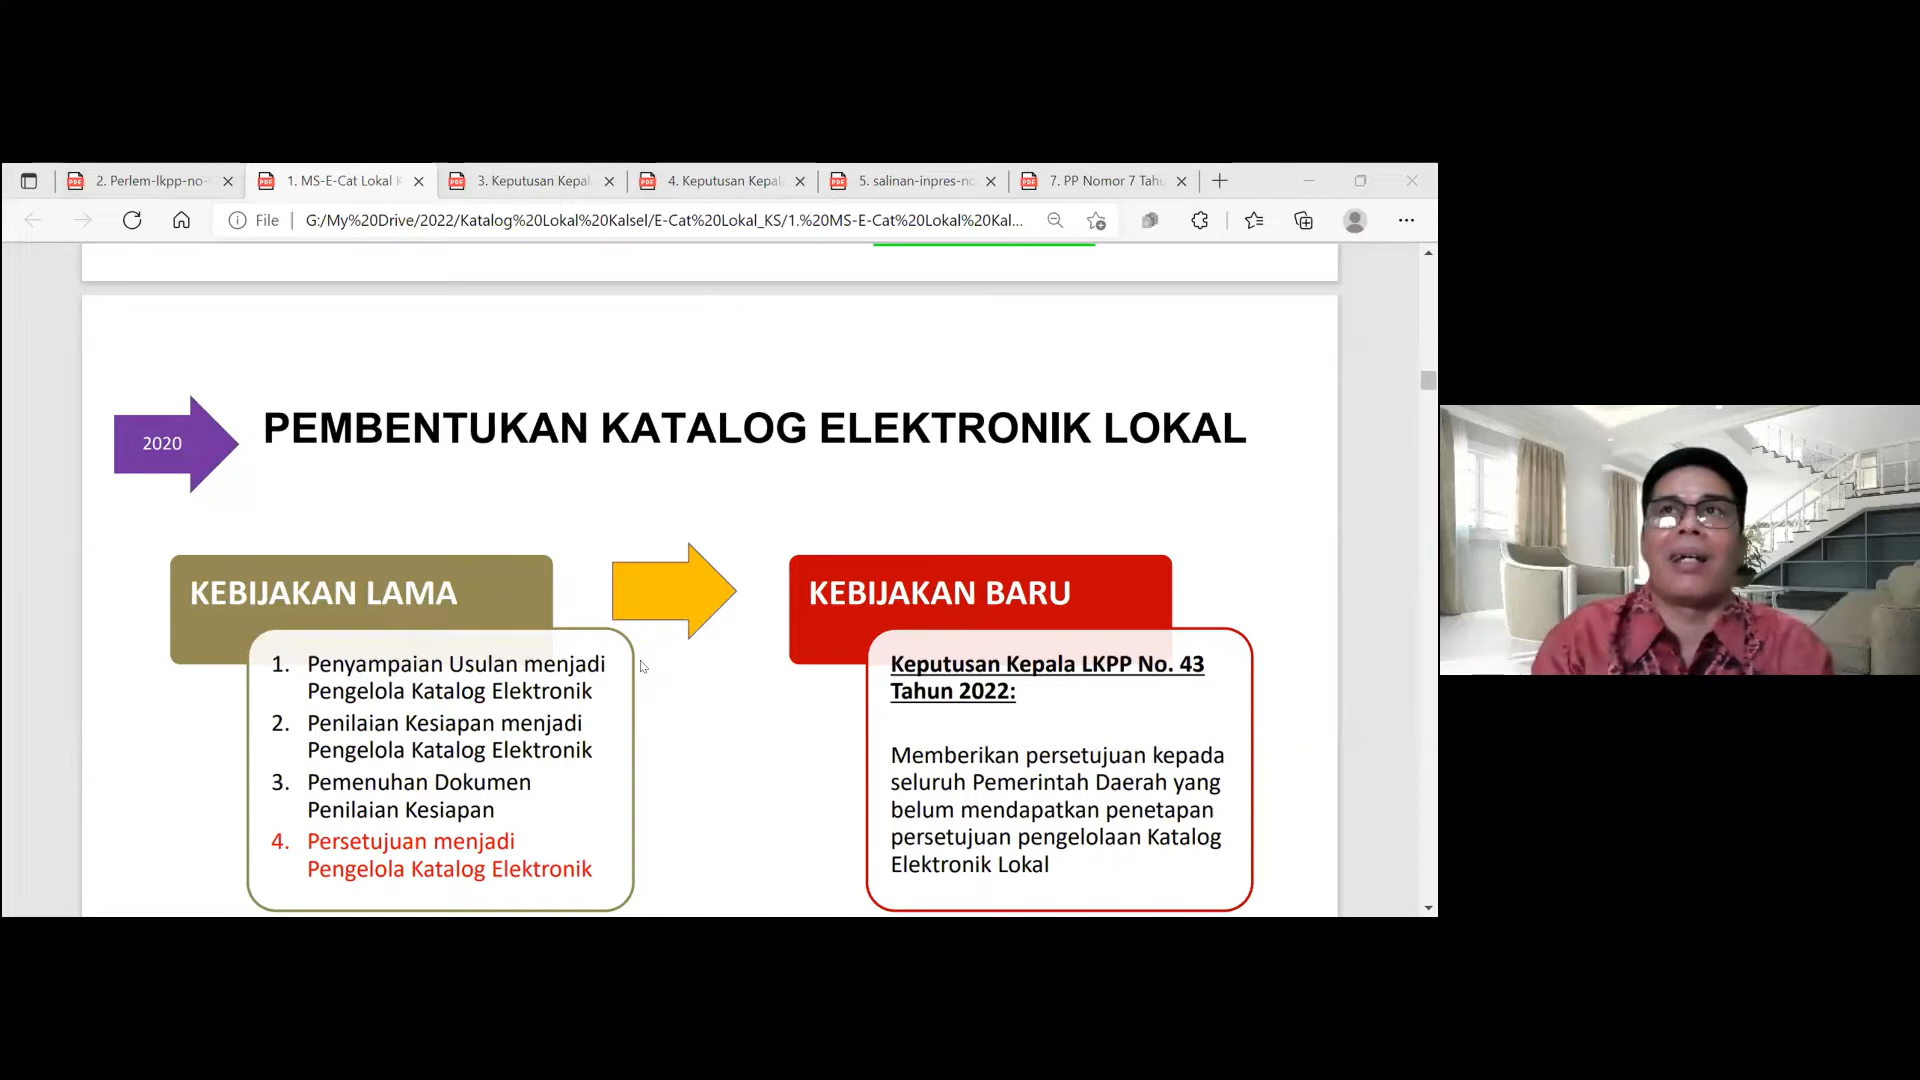 2. Perlem-lkpp-no-
1. MS-E-Cat Lokal K
3. Keputusan Kepal
4. Keputusan Kepal
5. salinan-inpres-no
7. PP Nomor 7 Tahu
File
G:/My%20Drive/2022/Katalog%20Lokal%20Kalsel/E-Cat%20Lokal_KS/1.%20MS-E-Cat%20Lokal%20Kal...
2020
PEMBENTUKAN KATALOG ELEKTRONIK LOKAL
KEBIJAKAN LAMA
1. Penyampaian Usulan menjadi
Pengelola Katalog Elektronik
2. Penilaian Kesiapan menjadi
Pengelola Katalog Elektronik
3. Pemenuhan Dokumen
Penilaian Kesiapan
4. Persetujuan menjadi
Pengelola Katalog Elektronik
KEBIJAKAN BARU
Keputusan Kepala LKPP No. 43
Tahun 2022:
Memberikan persetujuan kepada
seluruh Pemerintah Daerah yang
belum mendapatkan penetapan
persetujuan pengelolaan Katalog
Elektronik Lokal